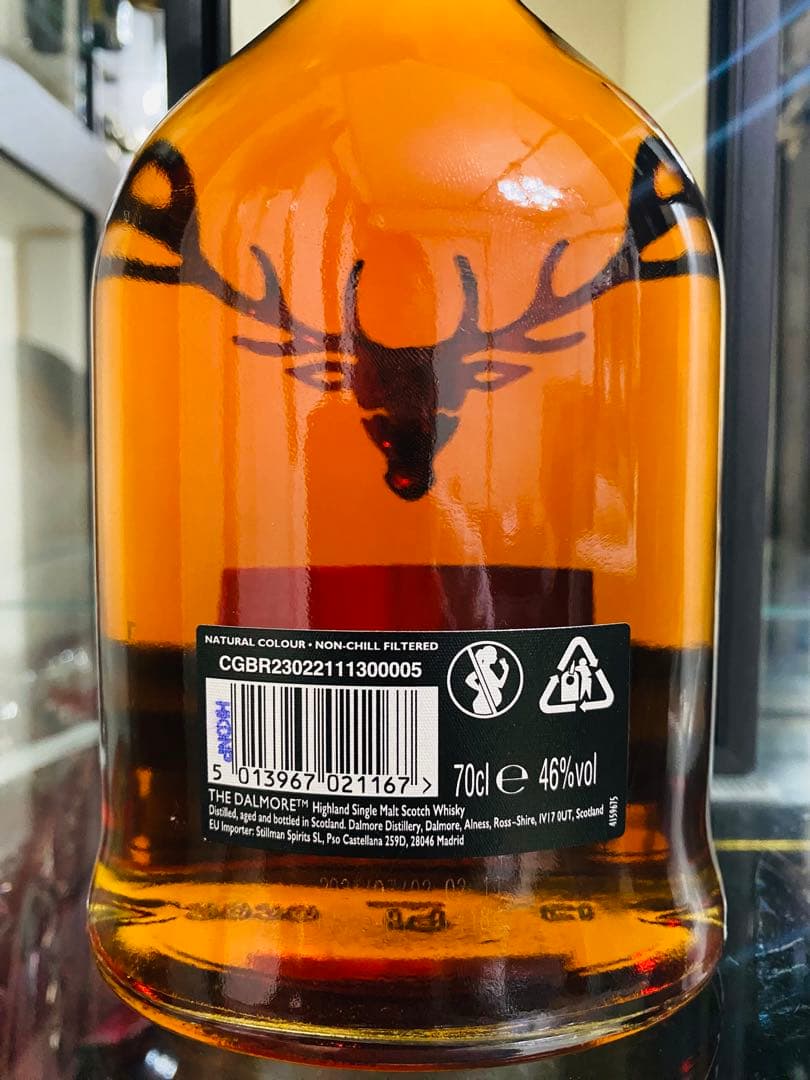 NATURAL COLOUR • NON-CHILL FILTERED
CGBR23022111300005
5 013967 021167 >
70cl e 46%vol
THE DALMORE™ Highland Single Malt Scotch Whisky
Distilled, aged and bottled in Scotland. Dalmore Distillery, Dalmore, Alness, Ross-Shire, IV17 0UT, Scotland
EU Importer: Stillman Spirits SL, Pso Castellana 259D, 28046 Madrid
4159675